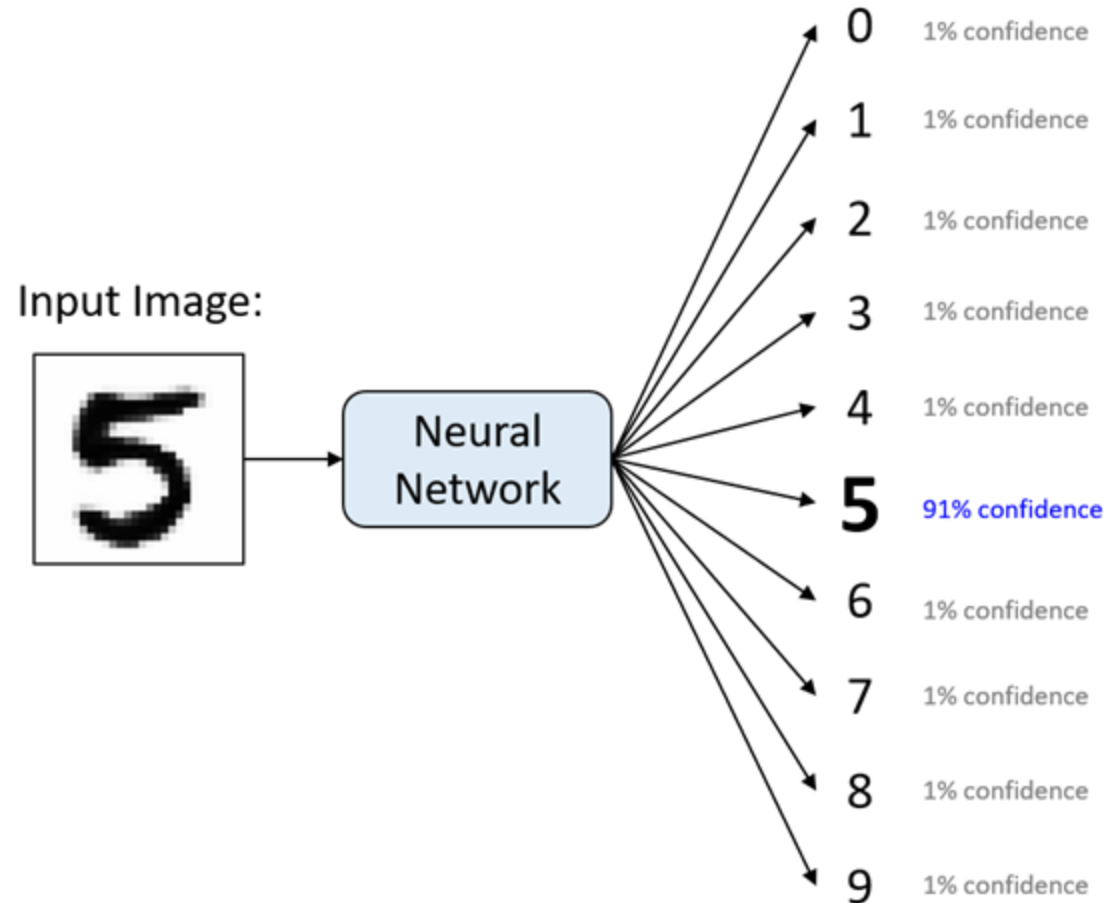 Input Image:
5
Neural
Network
0 1% confidence
1 1% confidence
2 1% confidence
3 1% confidence
4 1% confidence
5 91% confidence
6 1% confidence
7 1% confidence
8 1% confidence
9 1% confidence